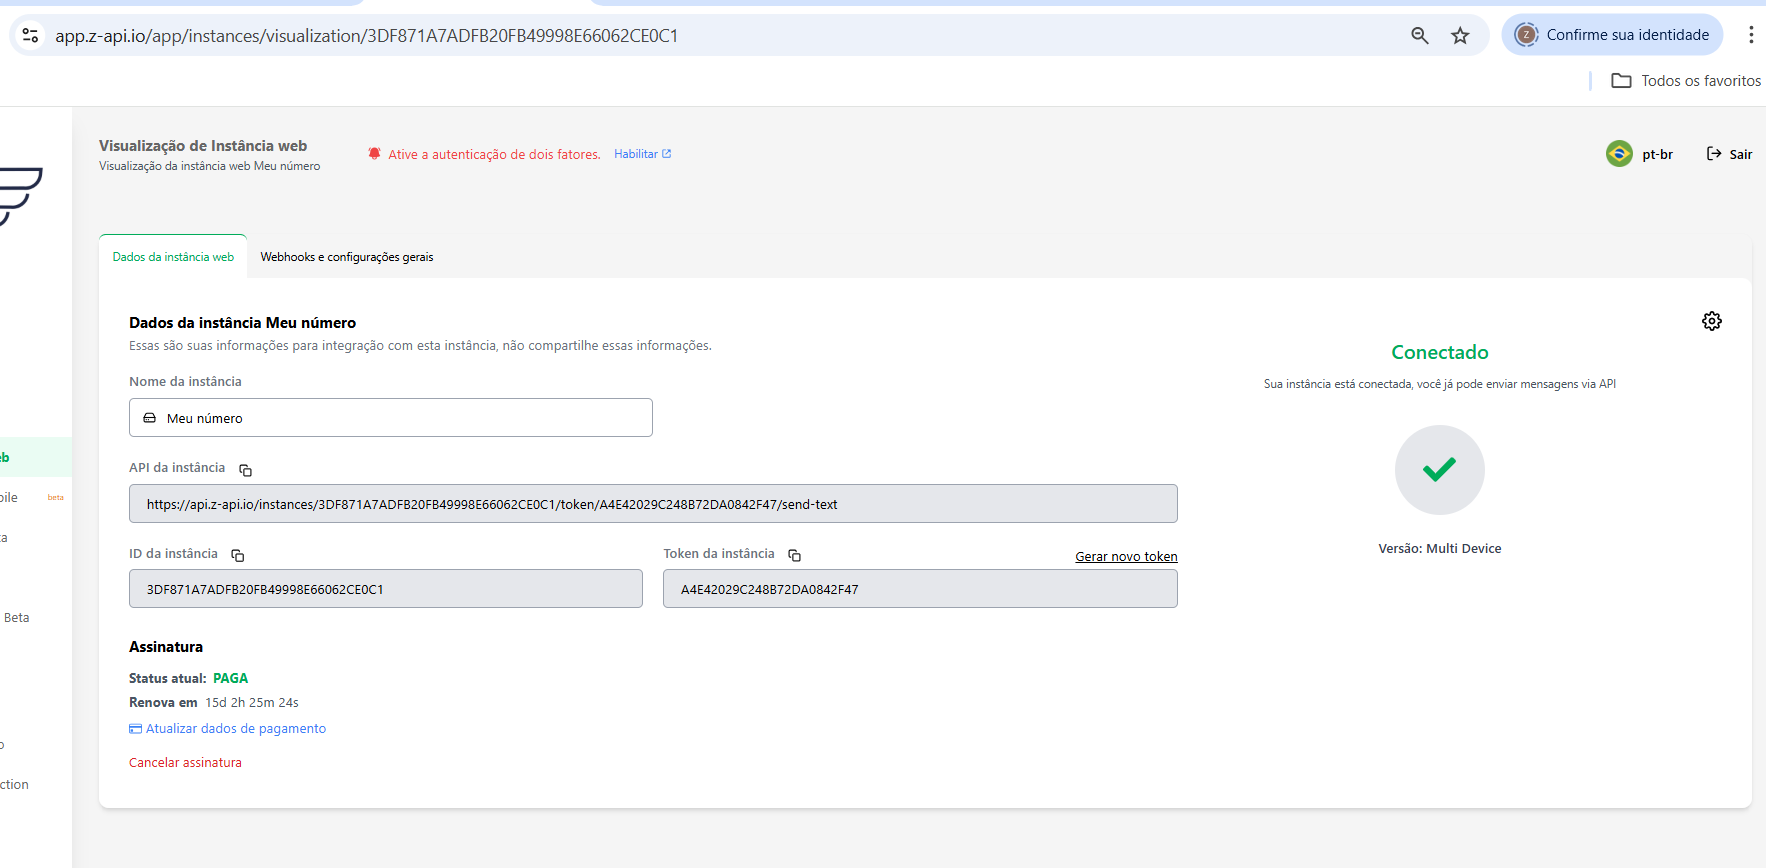 app.z-api.io/app/instances/visualization/3DF871A7ADFB20FB49998E66062CE0C1
Z
Confirme sua identidade
Todos os favoritos
Visualização de Instância web
Visualização da instância web Meu número
Ative a autenticação de dois fatores. Habilitar
pt-br
Sair
Dados da instância web
Webhooks e configurações gerais
Dados da instância Meu número
Essas são suas informações para integração com esta instância, não compartilhe essas informações.
Nome da instância
Meu número
API da instância
https://api.z-api.io/instances/3DF871A7ADFB20FB49998E66062CE0C1/token/A4E42029C248B72DA0842F47/send-text
ID da instância
3DF871A7ADFB20FB49998E66062CE0C1
Token da instância
Gerar novo token
A4E42029C248B72DA0842F47
Assinatura
Status atual: PAGA
Renova em 15d 2h 25m 24s
Atualizar dados de pagamento
Cancelar assinatura
Conectado
Sua instância está conectada, você já pode enviar mensagens via API
Versão: Multi Device
eb
bile
beta
ta
Beta
o
ction